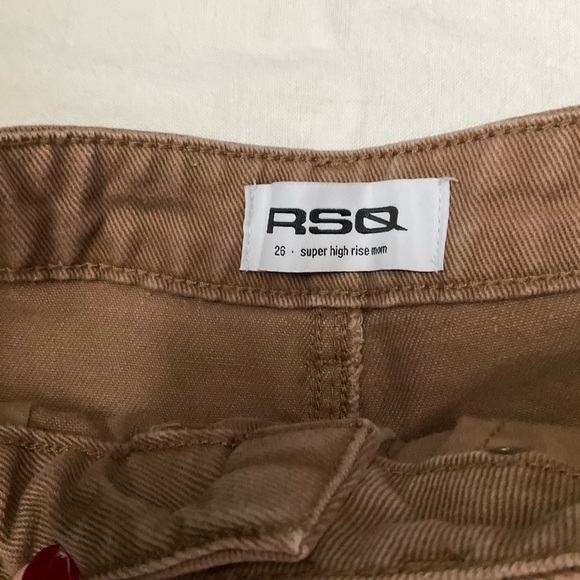 RSQ
26 · super high rise mom